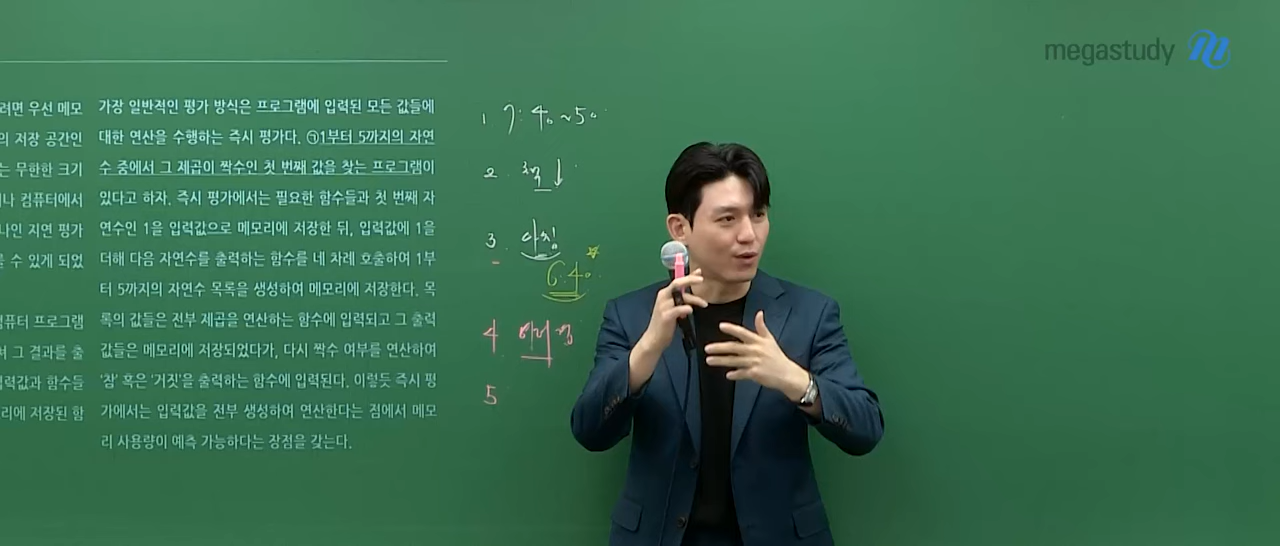 megastudy
려면 우선 메모
의 저장 공간인
는 무한한 크기
나 컴퓨터에서
나인 지연 평가
를 수 있게 되었
컴퓨터 프로그램
쳐 그 결과를 출
입력값과 함수들
리에 저장된 함
가장 일반적인 평가 방식은 프로그램에 입력된 모든 값들에
대한 연산을 수행하는 즉시 평가다. ㉠1부터 5까지의 자연
수 중에서 그 제곱이 짝수인 첫 번째 값을 찾는 프로그램이
있다고 하자. 즉시 평가에서는 필요한 함수들과 첫 번째 자
연수인 1을 입력값으로 메모리에 저장한 뒤, 입력값에 1을
더해 다음 자연수를 출력하는 함수를 네 차례 호출하여 1부
터 5까지의 자연수 목록을 생성하여 메모리에 저장한다. 목
록의 값들은 전부 제곱을 연산하는 함수에 입력되고 그 출력
값들은 메모리에 저장되었다가, 다시 짝수 여부를 연산하여
'참' 혹은 '거짓'을 출력하는 함수에 입력된다. 이렇듯 즉시 평
가에서는 입력값을 전부 생성하여 연산한다는 점에서 메모
리 사용량이 예측 가능하다는 장점을 갖는다.
1. 7:40~50
2. 책↓
3. 아침
6:40
4
5